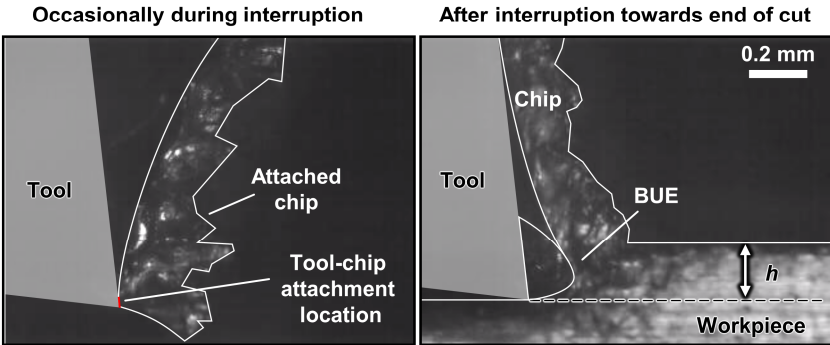 Occasionally during interruption
After interruption towards end of cut
Tool
Attached
chip
Tool-chip
attachment
location
0.2 mm
Chip
Tool
BUE
h
Workpiece